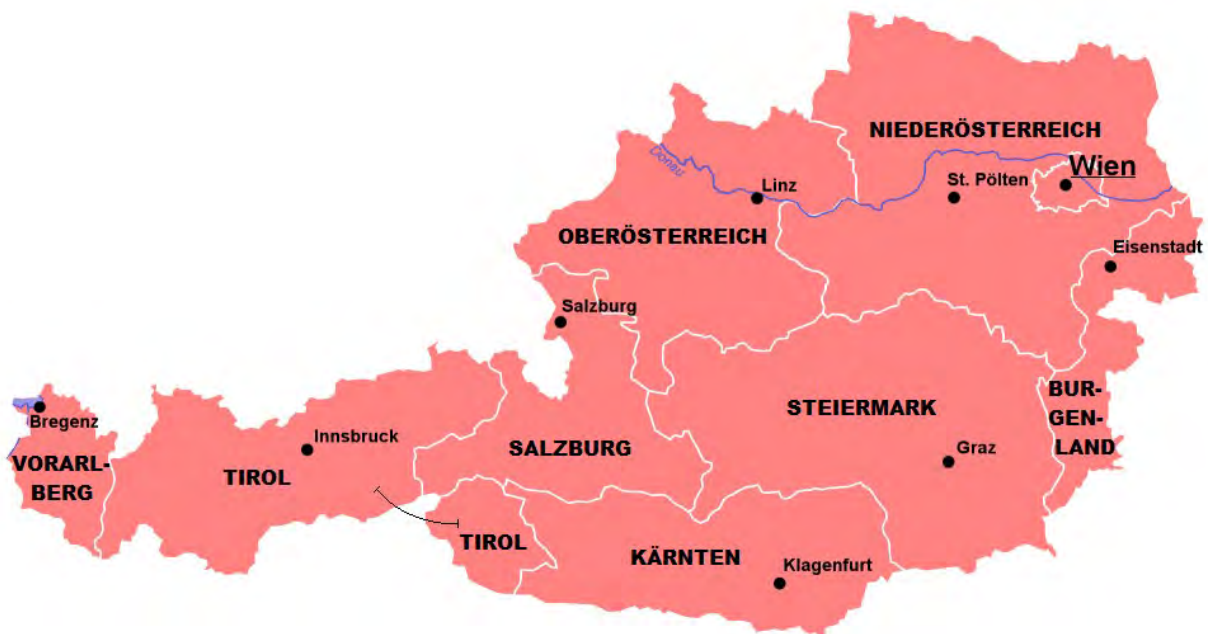 NIEDERÖSTERREICH
Wien
Donau
Linz
St. Pölten
OBERÖSTERREICH
Eisenstadt
Salzburg
BUR-
GEN-
LAND
STEIERMARK
Bregenz
Innsbruck
SALZBURG
Graz
VORARL-
BERG
TIROL
TIROL
KÄRNTEN
Klagenfurt